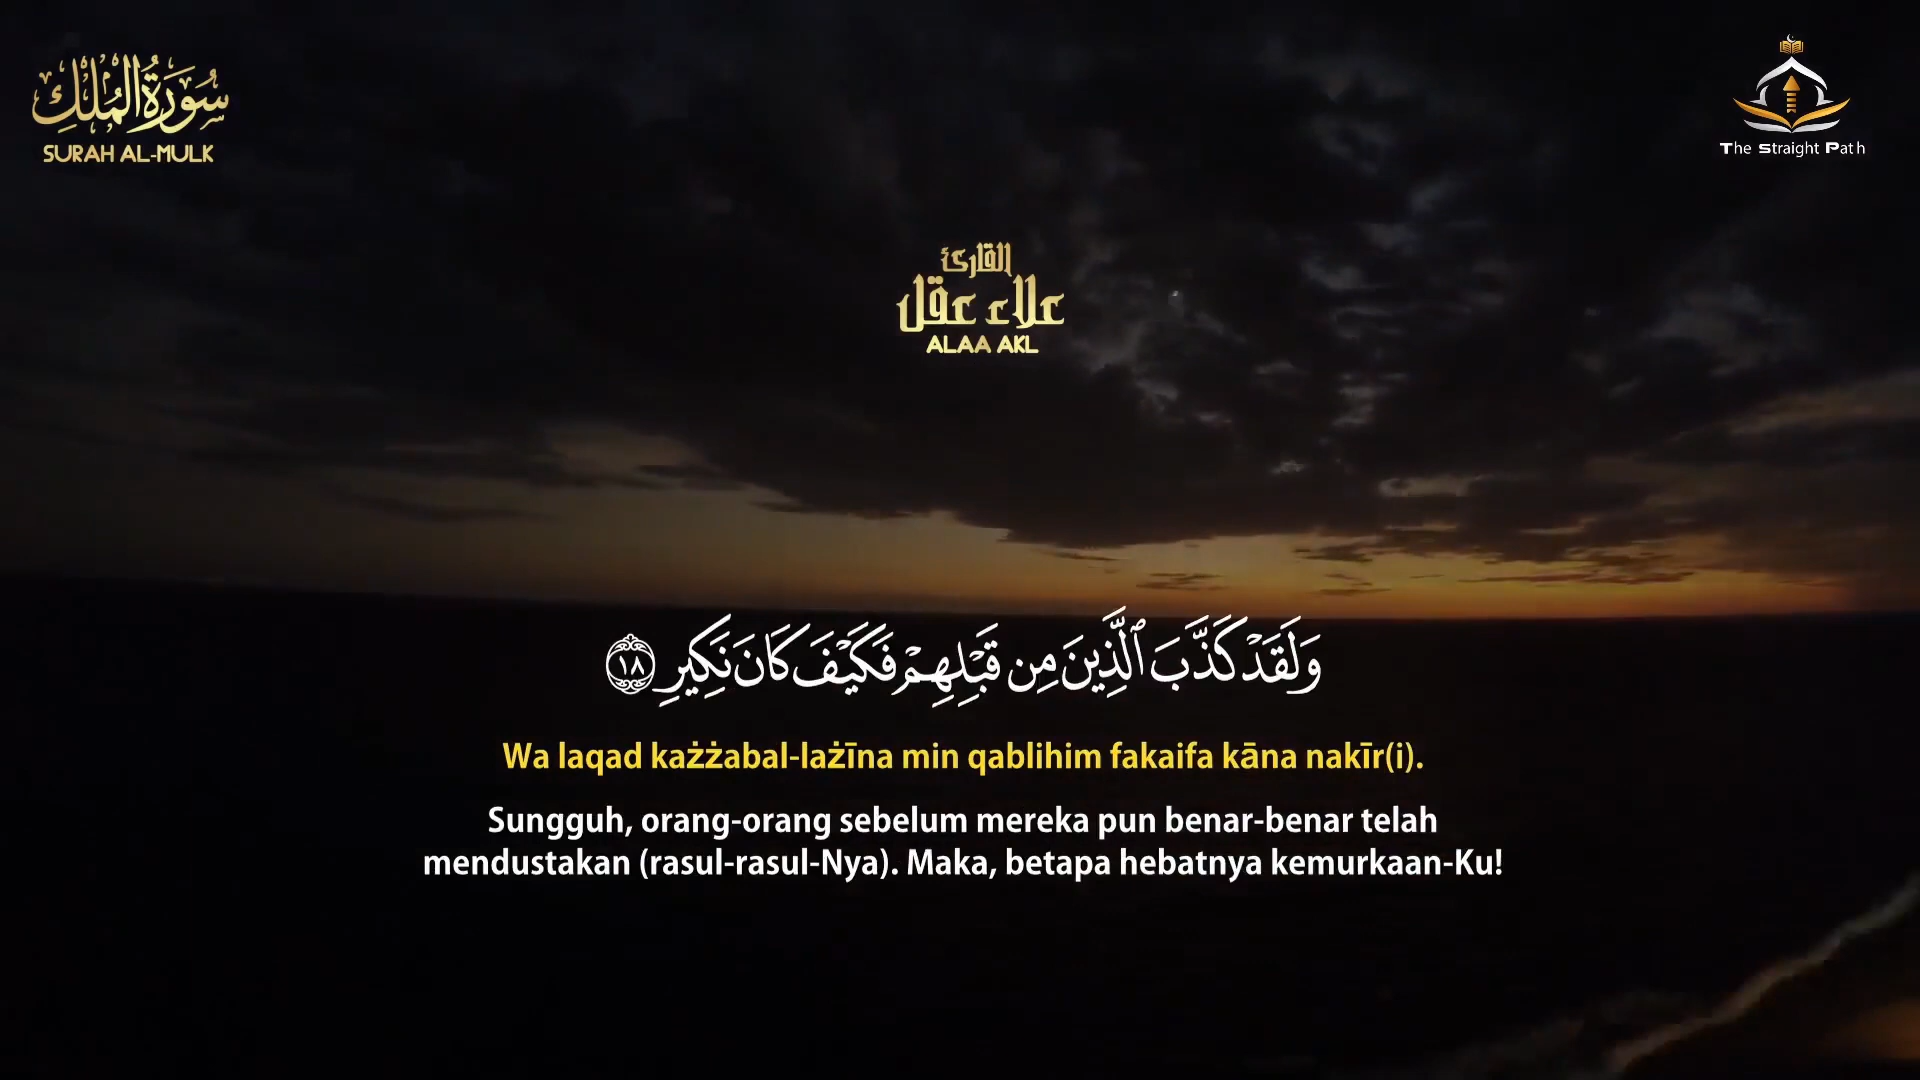 سُورَةُ الْمُلْكِ
SURAH AL-MULK
The Straight Path
القارئ
علاء عقل
ALAA AKL
وَلَقَدْ كَذَّبَ ٱلَّذِينَ مِن قَبْلِهِمْ فَكَيْفَ كَانَ نَكِيرِ ١٨
Wa laqad każżabal-lażīna min qablihim fakaifa kāna nakīr(i).
Sungguh, orang-orang sebelum mereka pun benar-benar telah
mendustakan (rasul-rasul-Nya). Maka, betapa hebatnya kemurkaan-Ku!